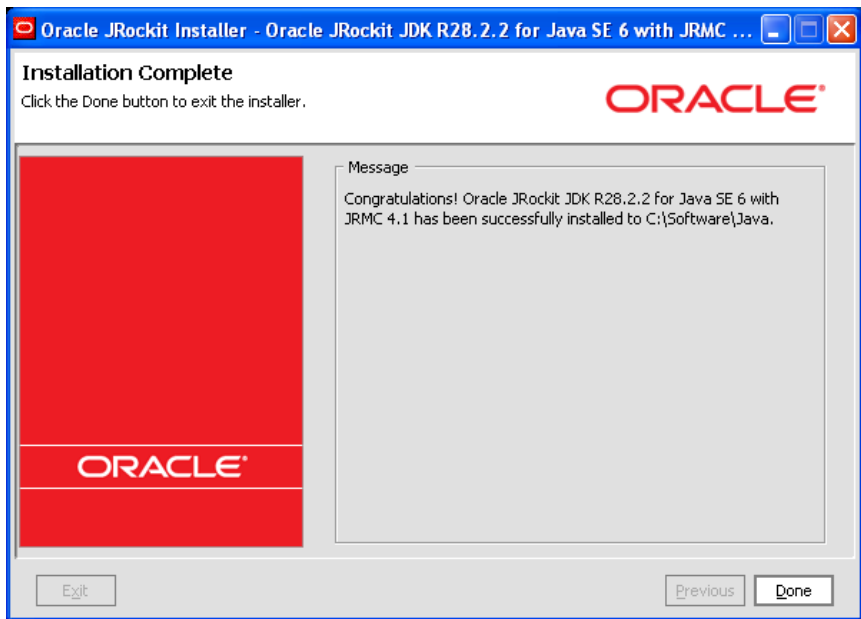 Oracle JRockit Installer - Oracle JRockit JDK R28.2.2 for Java SE 6 with JRMC ...
Installation Complete
Click the Done button to exit the installer.
ORACLE
Message
Congratulations! Oracle JRockit JDK R28.2.2 for Java SE 6 with
JRMC 4.1 has been successfully installed to C:\Software\Java.
ORACLE
Exit
Previous
Done